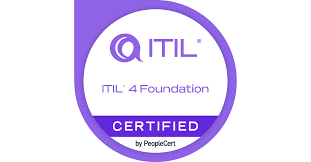 ITIL®
ITIL® 4 Foundation
CERTIFIED
by PeopleCert